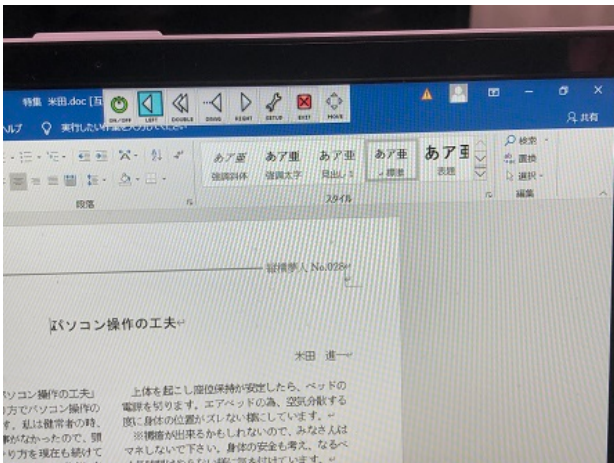 特集 米田.doc [互
ON/OFF LEFT DOUBLE DRAG RIGHT SETUP EXIT MOVE
ヘルプ 実行したい作業を入力してください
共有
あア亜 あア亜 あア亜 あア亜 あア亜
強調斜体 強調太字 見出し 1 標準 表題
検索
置換
選択
段落 スタイル 編集
縦横夢人 No.028
パソコン操作の工夫
米田 進一
パソコン操作の工夫」
り方でパソコン操作の
す。私は健常者の時、
事がなかったので、頸
やり方を現在も続けて
上体を起こし座位保持が安定したら、ベッドの
電源を切ります。エアベッドの為、空気分散する
度に身体の位置がズレない様にしています。
※褥瘡が出来るかもしれないので、みなさんは
マネしないで下さい。身体の安全も考え、なるべ